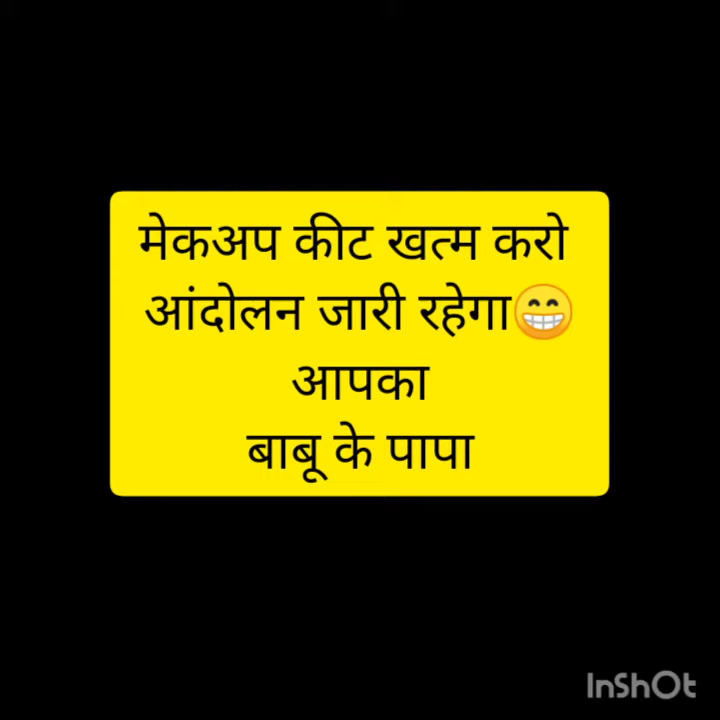 मेकअप कीट खत्म करो
आंदोलन जारी रहेगा😁
आपका
बाबू के पापा
InShOt